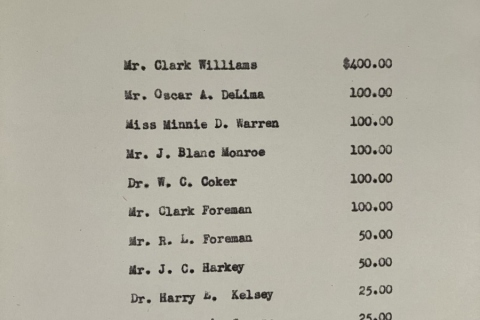 Mr. Clark Williams $400.00
Mr. Oscar A. DeLima 100.00
Miss Minnie D. Warren 100.00
Mr. J. Blanc Monroe 100.00
Dr. W. C. Coker 100.00
Mr. Clark Foreman 100.00
Mr. R. L. Foreman 50.00
Mr. J. C. Harkey 50.00
Dr. Harry L. Kelsey 25.00
25.00